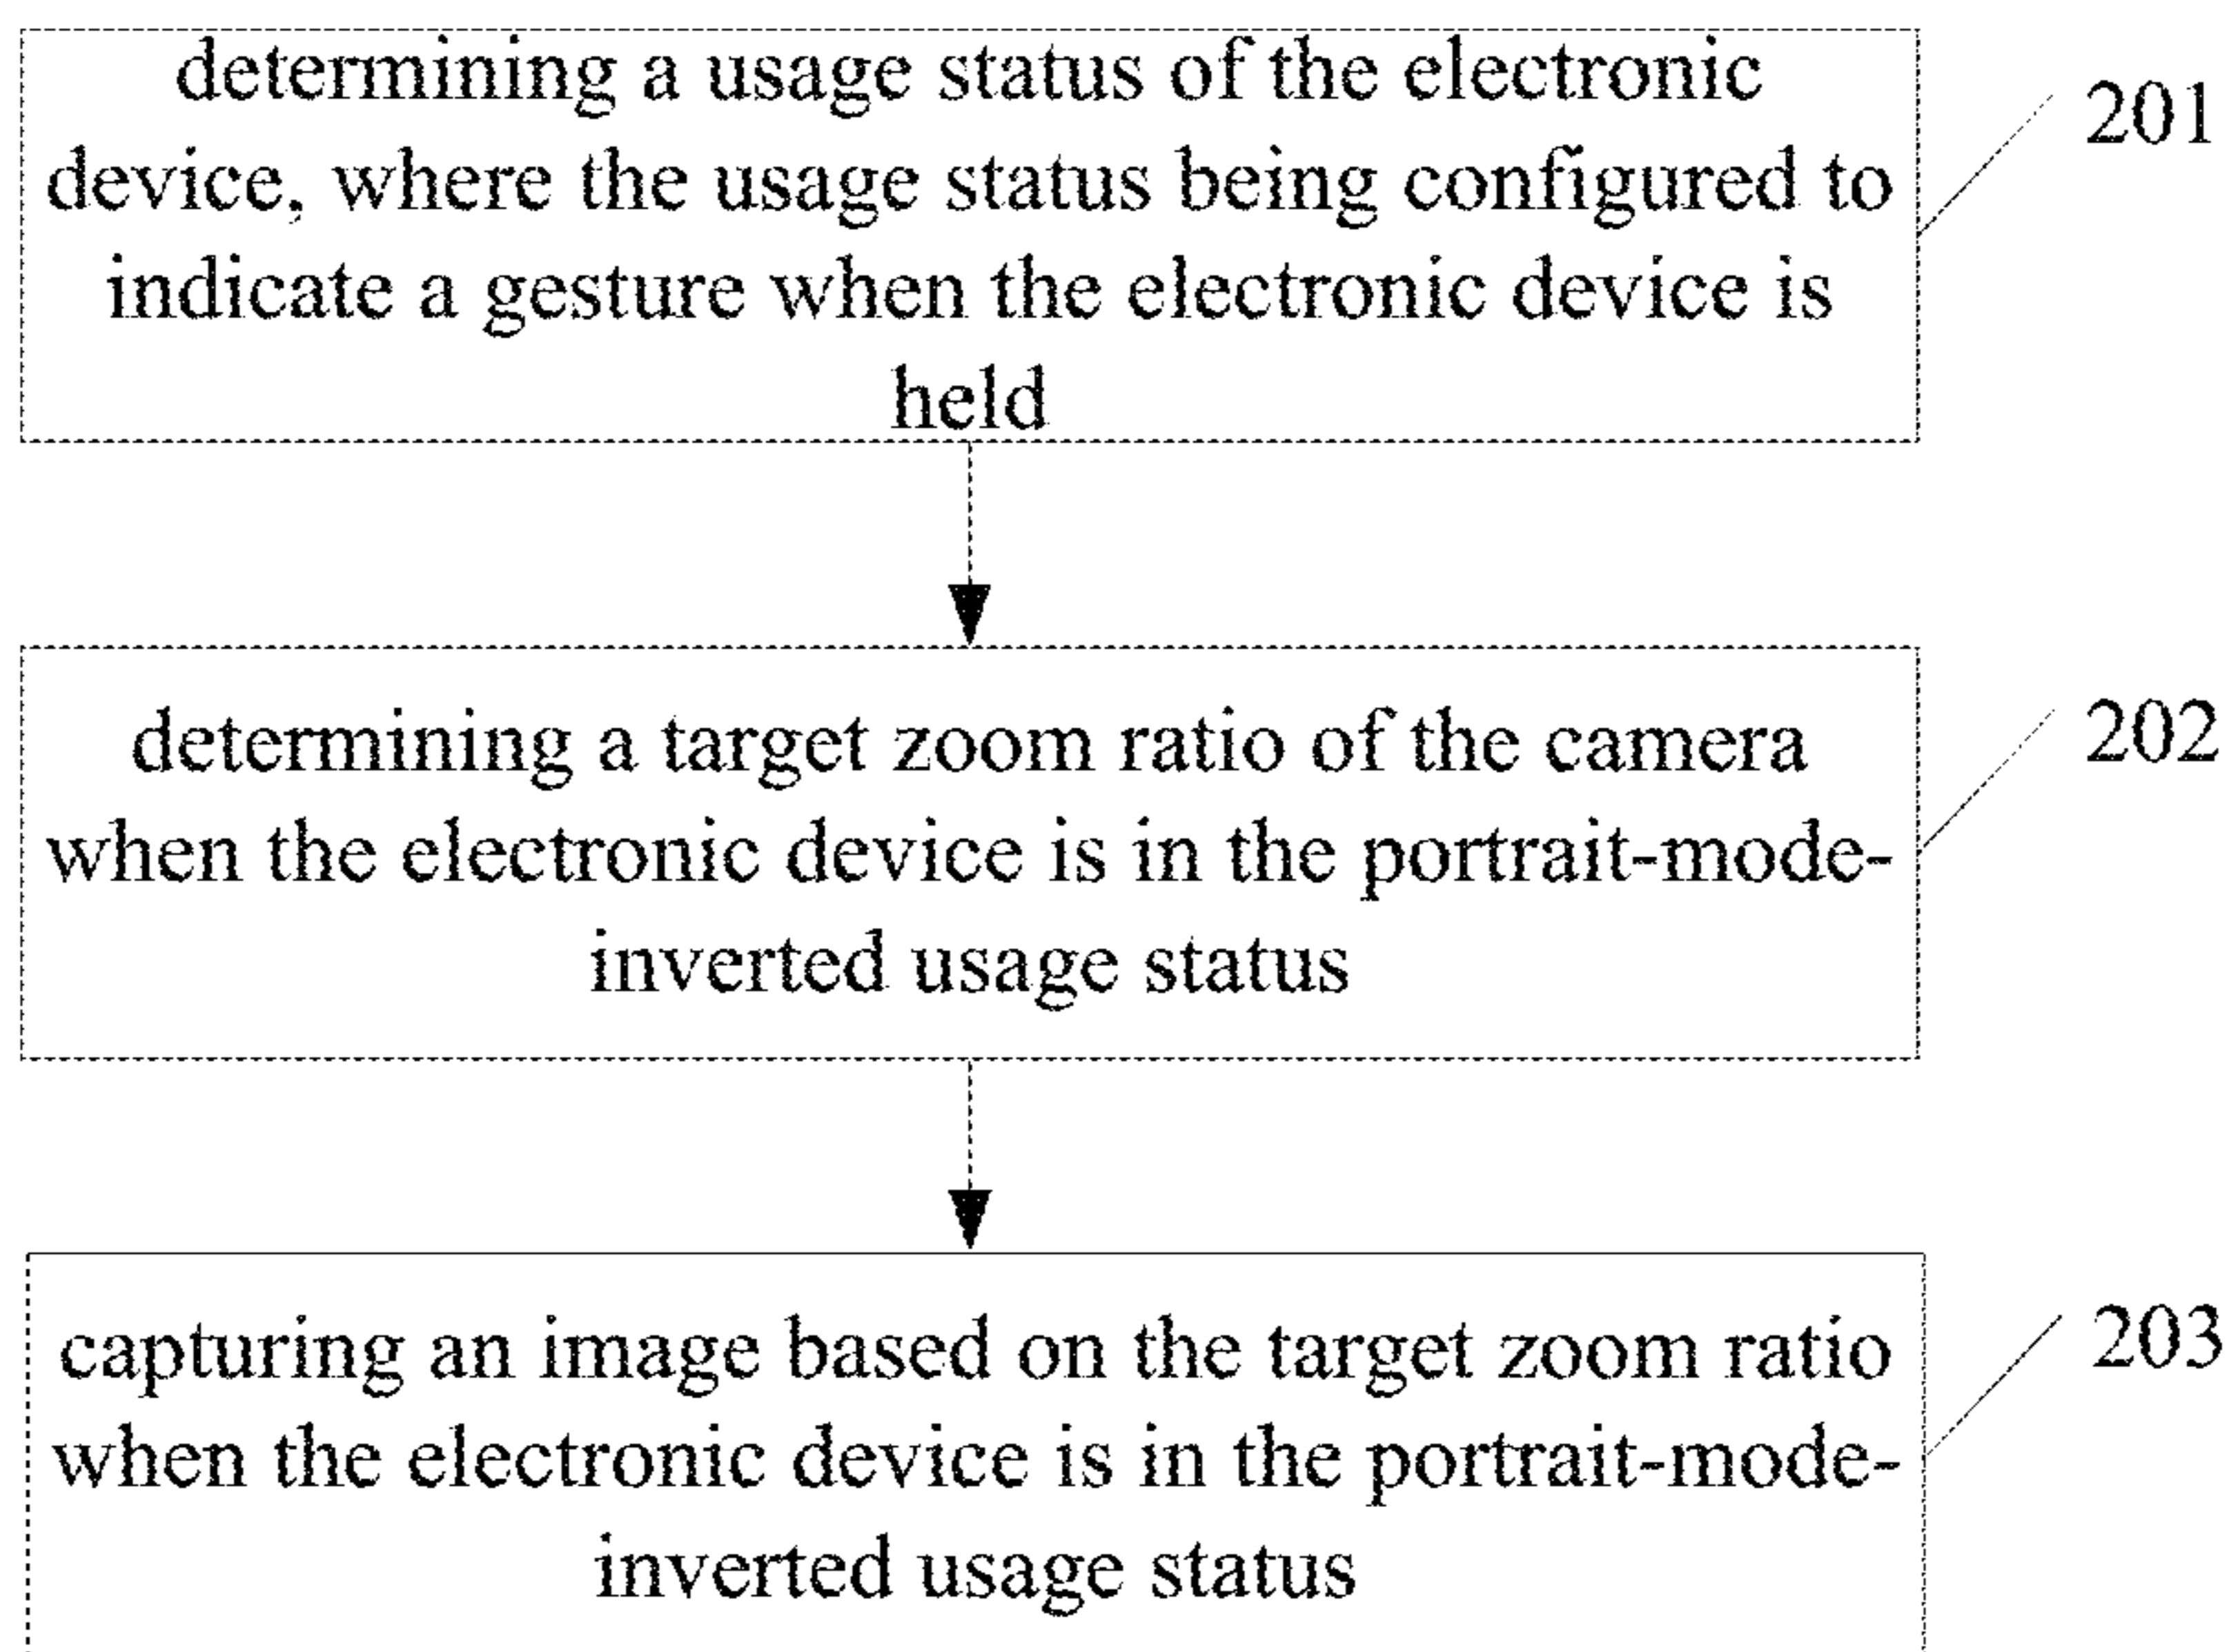 determining a usage status of the electronic
device, where the usage status being configured to
indicate a gesture when the electronic device is
held
201
determining a target zoom ratio of the camera
when the electronic device is in the portrait-mode-
inverted usage status
202
capturing an image based on the target zoom ratio
when the electronic device is in the portrait-mode-
inverted usage status
203